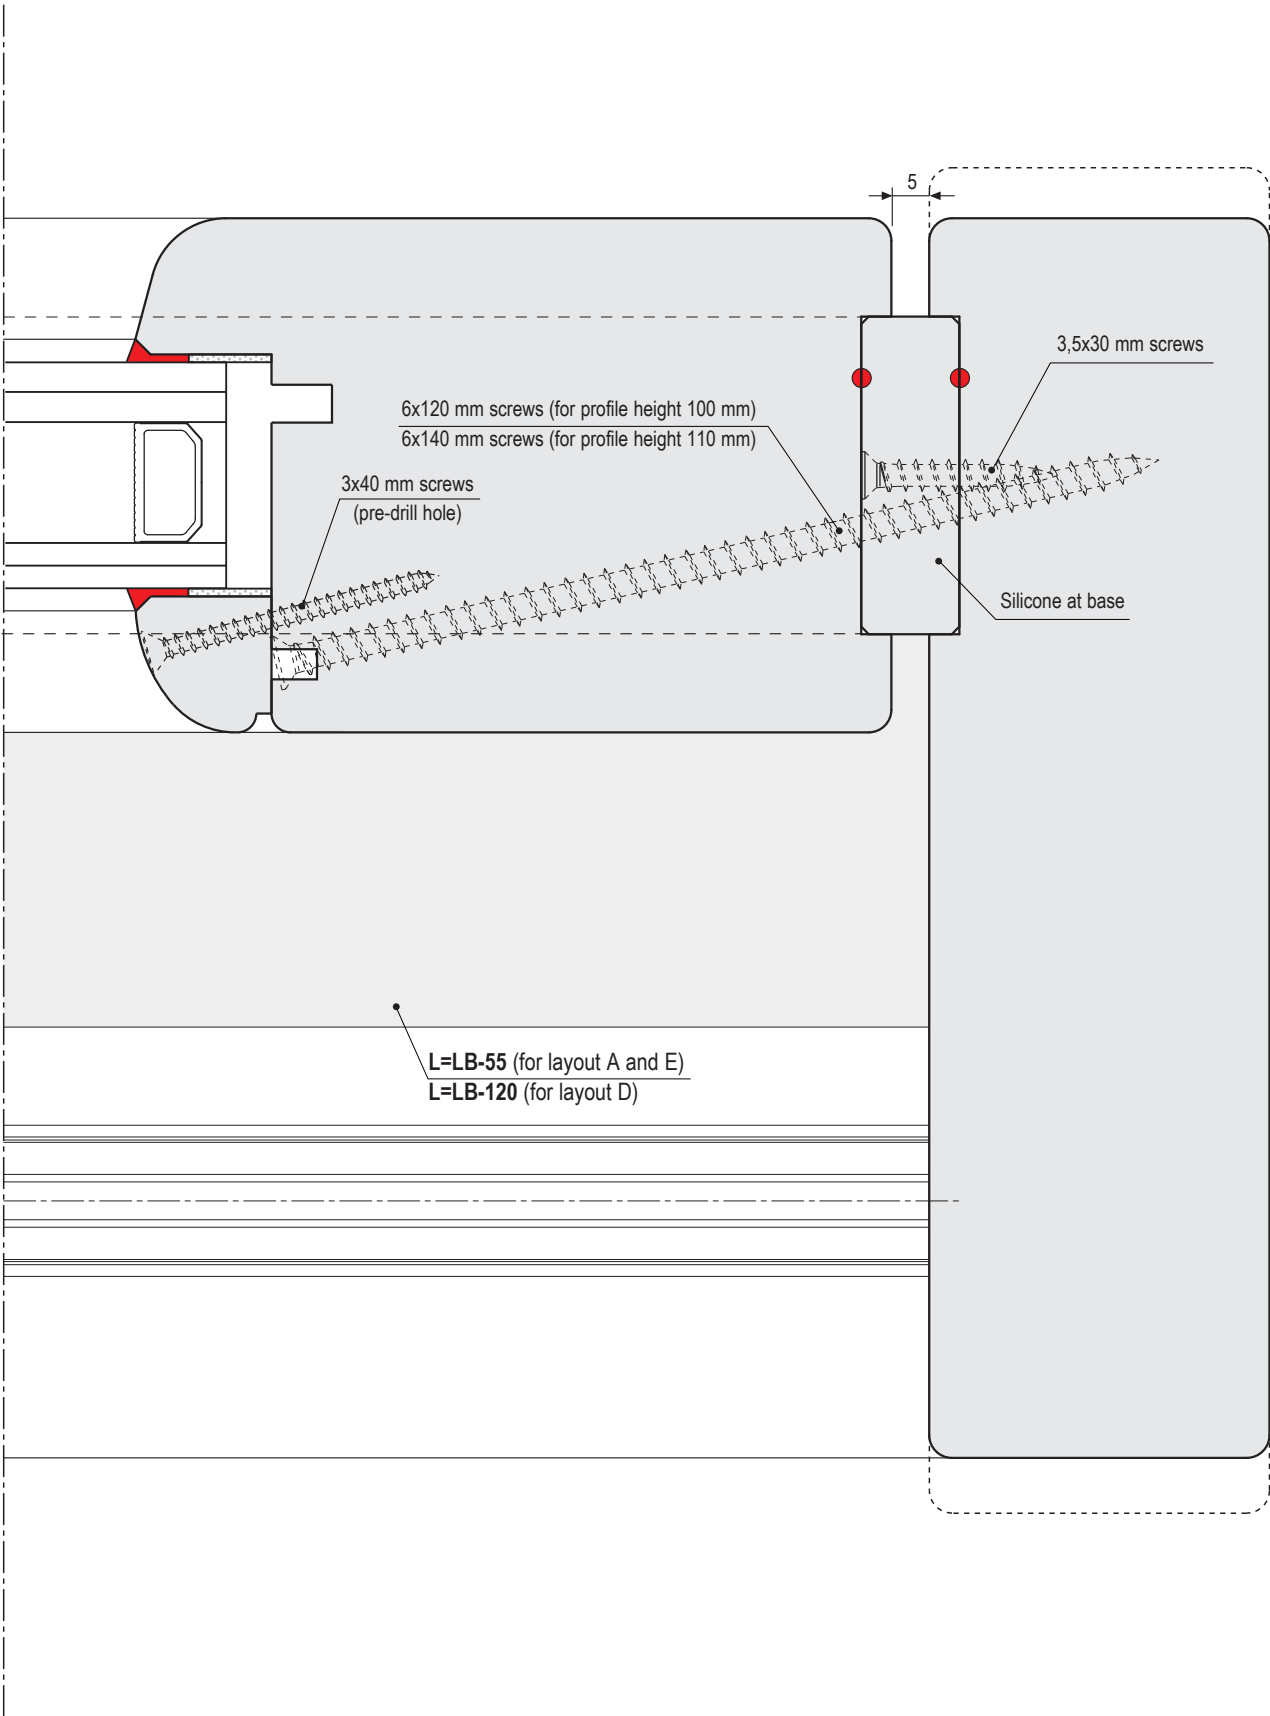 5
3,5x30 mm screws
6x120 mm screws (for profile height 100 mm)
6x140 mm screws (for profile height 110 mm)
3x40 mm screws
(pre-drill hole)
Silicone at base
L=LB-55 (for layout A and E)
L=LB-120 (for layout D)